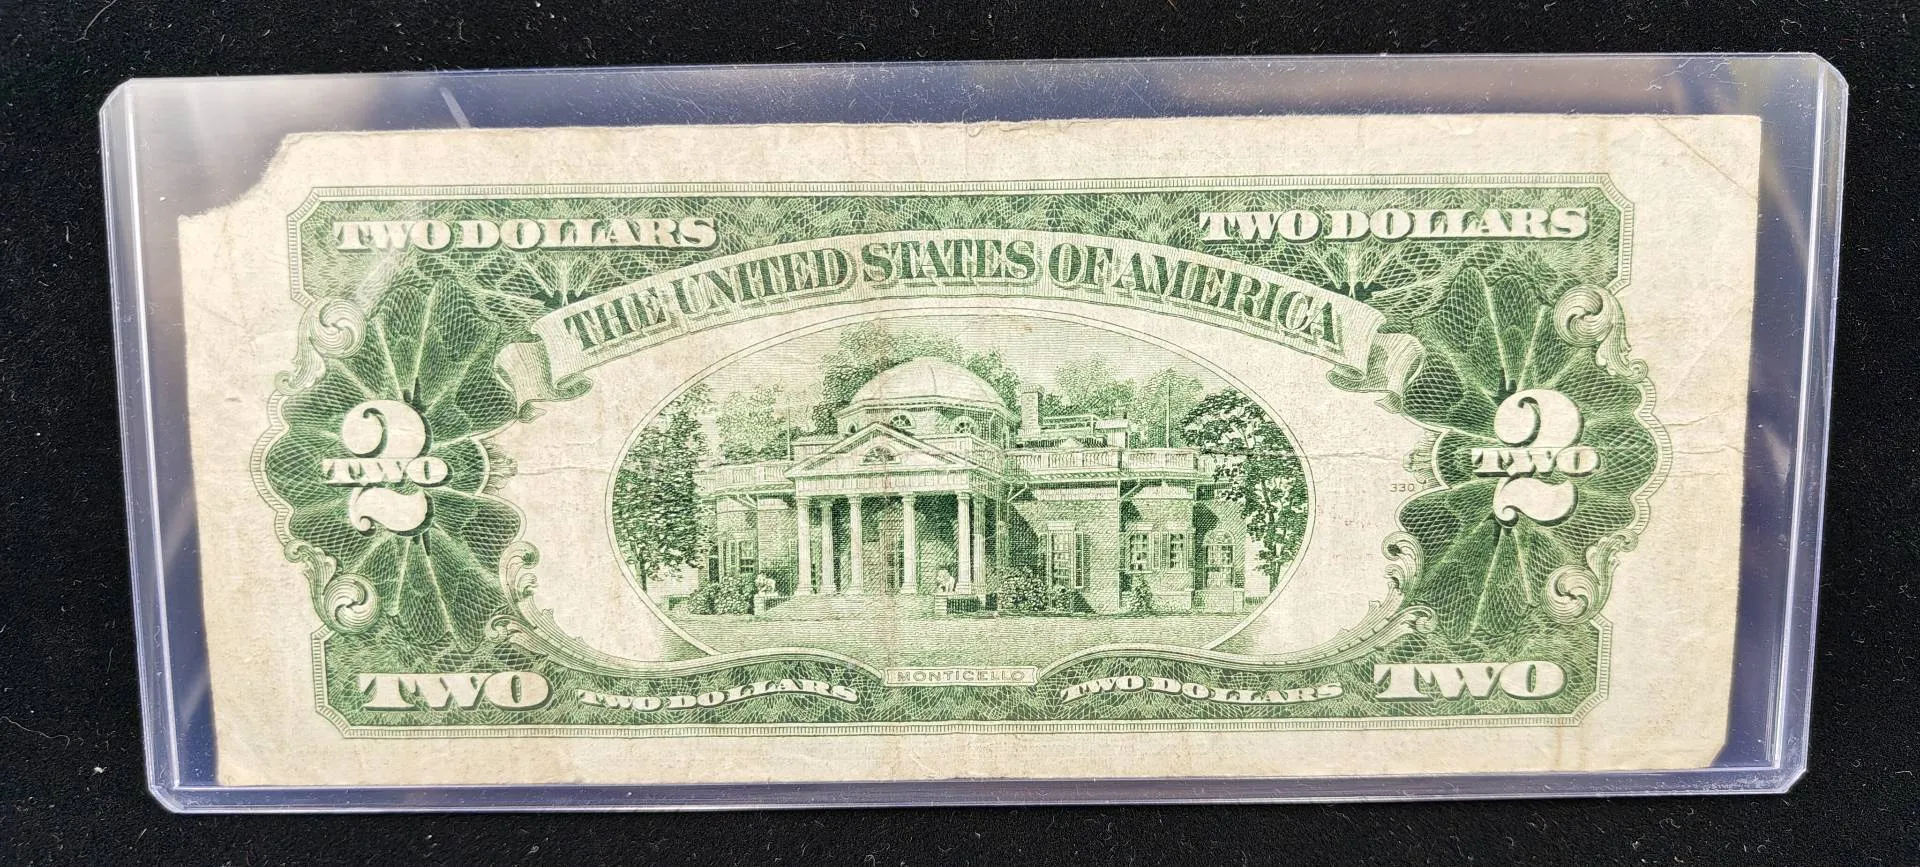 TWO DOLLARS TWO DOLLARS
THE UNITED STATES OF AMERICA
2 2
TWO TWO
330
MONTICELLO
TWO TWO DOLLARS TWO DOLLARS TWO